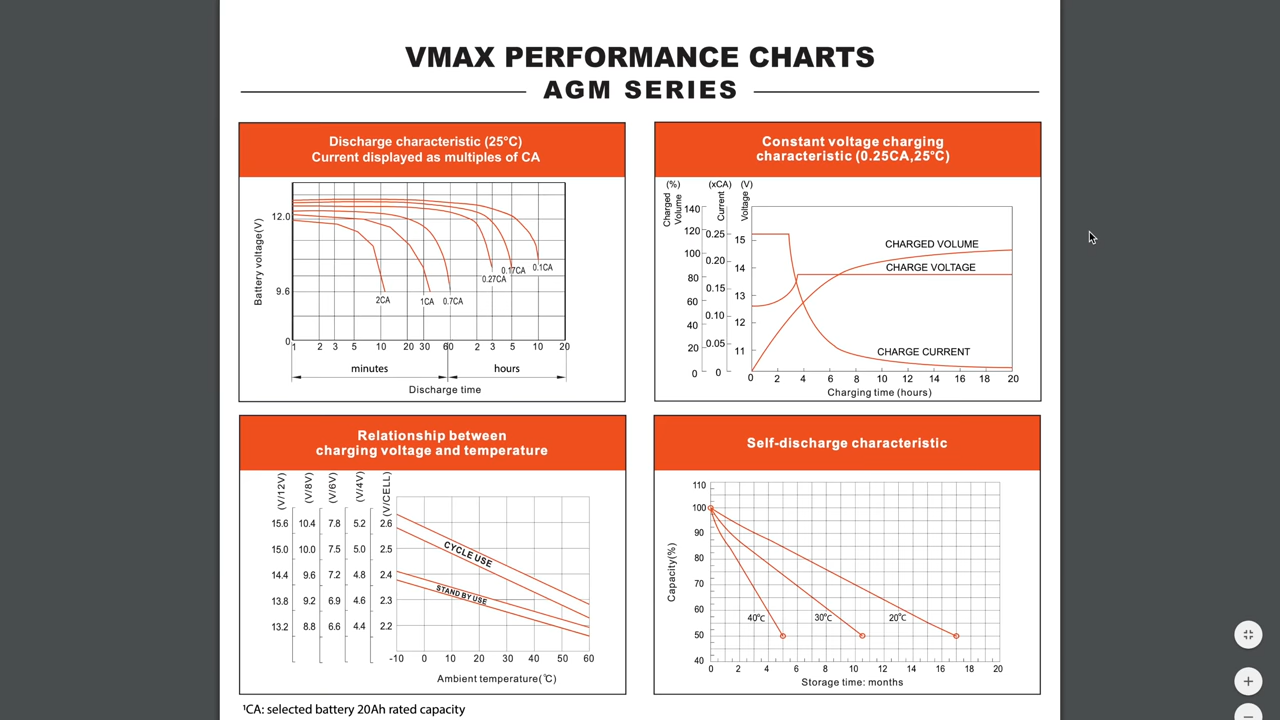 VMAX PERFORMANCE CHARTS
AGM SERIES
Discharge characteristic (25°C)
Current displayed as multiples of CA
Battery voltage(V)
12.0
9.6
0
2CA
1CA
0.7CA
0.27CA
0.17CA
0.1CA
1 2 3 5 10 20 30 60 2 3 5 10 20
minutes hours
Discharge time
Constant voltage charging
characteristic (0.25CA,25°C)
(%) (xCA) (V)
Charged Volume
Current
Voltage
140
120 0.25 15
100 0.20 14
80 0.15 13
60 0.10 12
40 0.05 11
20
0 0
CHARGED VOLUME
CHARGE VOLTAGE
CHARGE CURRENT
0 2 4 6 8 10 12 14 16 18 20
Charging time (hours)
Relationship between
charging voltage and temperature
(V/12V) (V/8V) (V/6V) (V/4V) (V/CELL)
15.6 10.4 7.8 5.2 2.6
15.0 10.0 7.5 5.0 2.5
14.4 9.6 7.2 4.8 2.4
13.8 9.2 6.9 4.6 2.3
13.2 8.8 6.6 4.4 2.2
CYCLE USE
STAND BY USE
-10 0 10 20 30 50 60
Ambient temperature(°C)
Self-discharge characteristic
Capacity(%)
110
100
90
80
70
60
50
40
40°C 30°C 20°C
0 2 4 6 8 10 12 14 16 18 20
Storage time: months
¹CA: selected battery 20Ah rated capacity